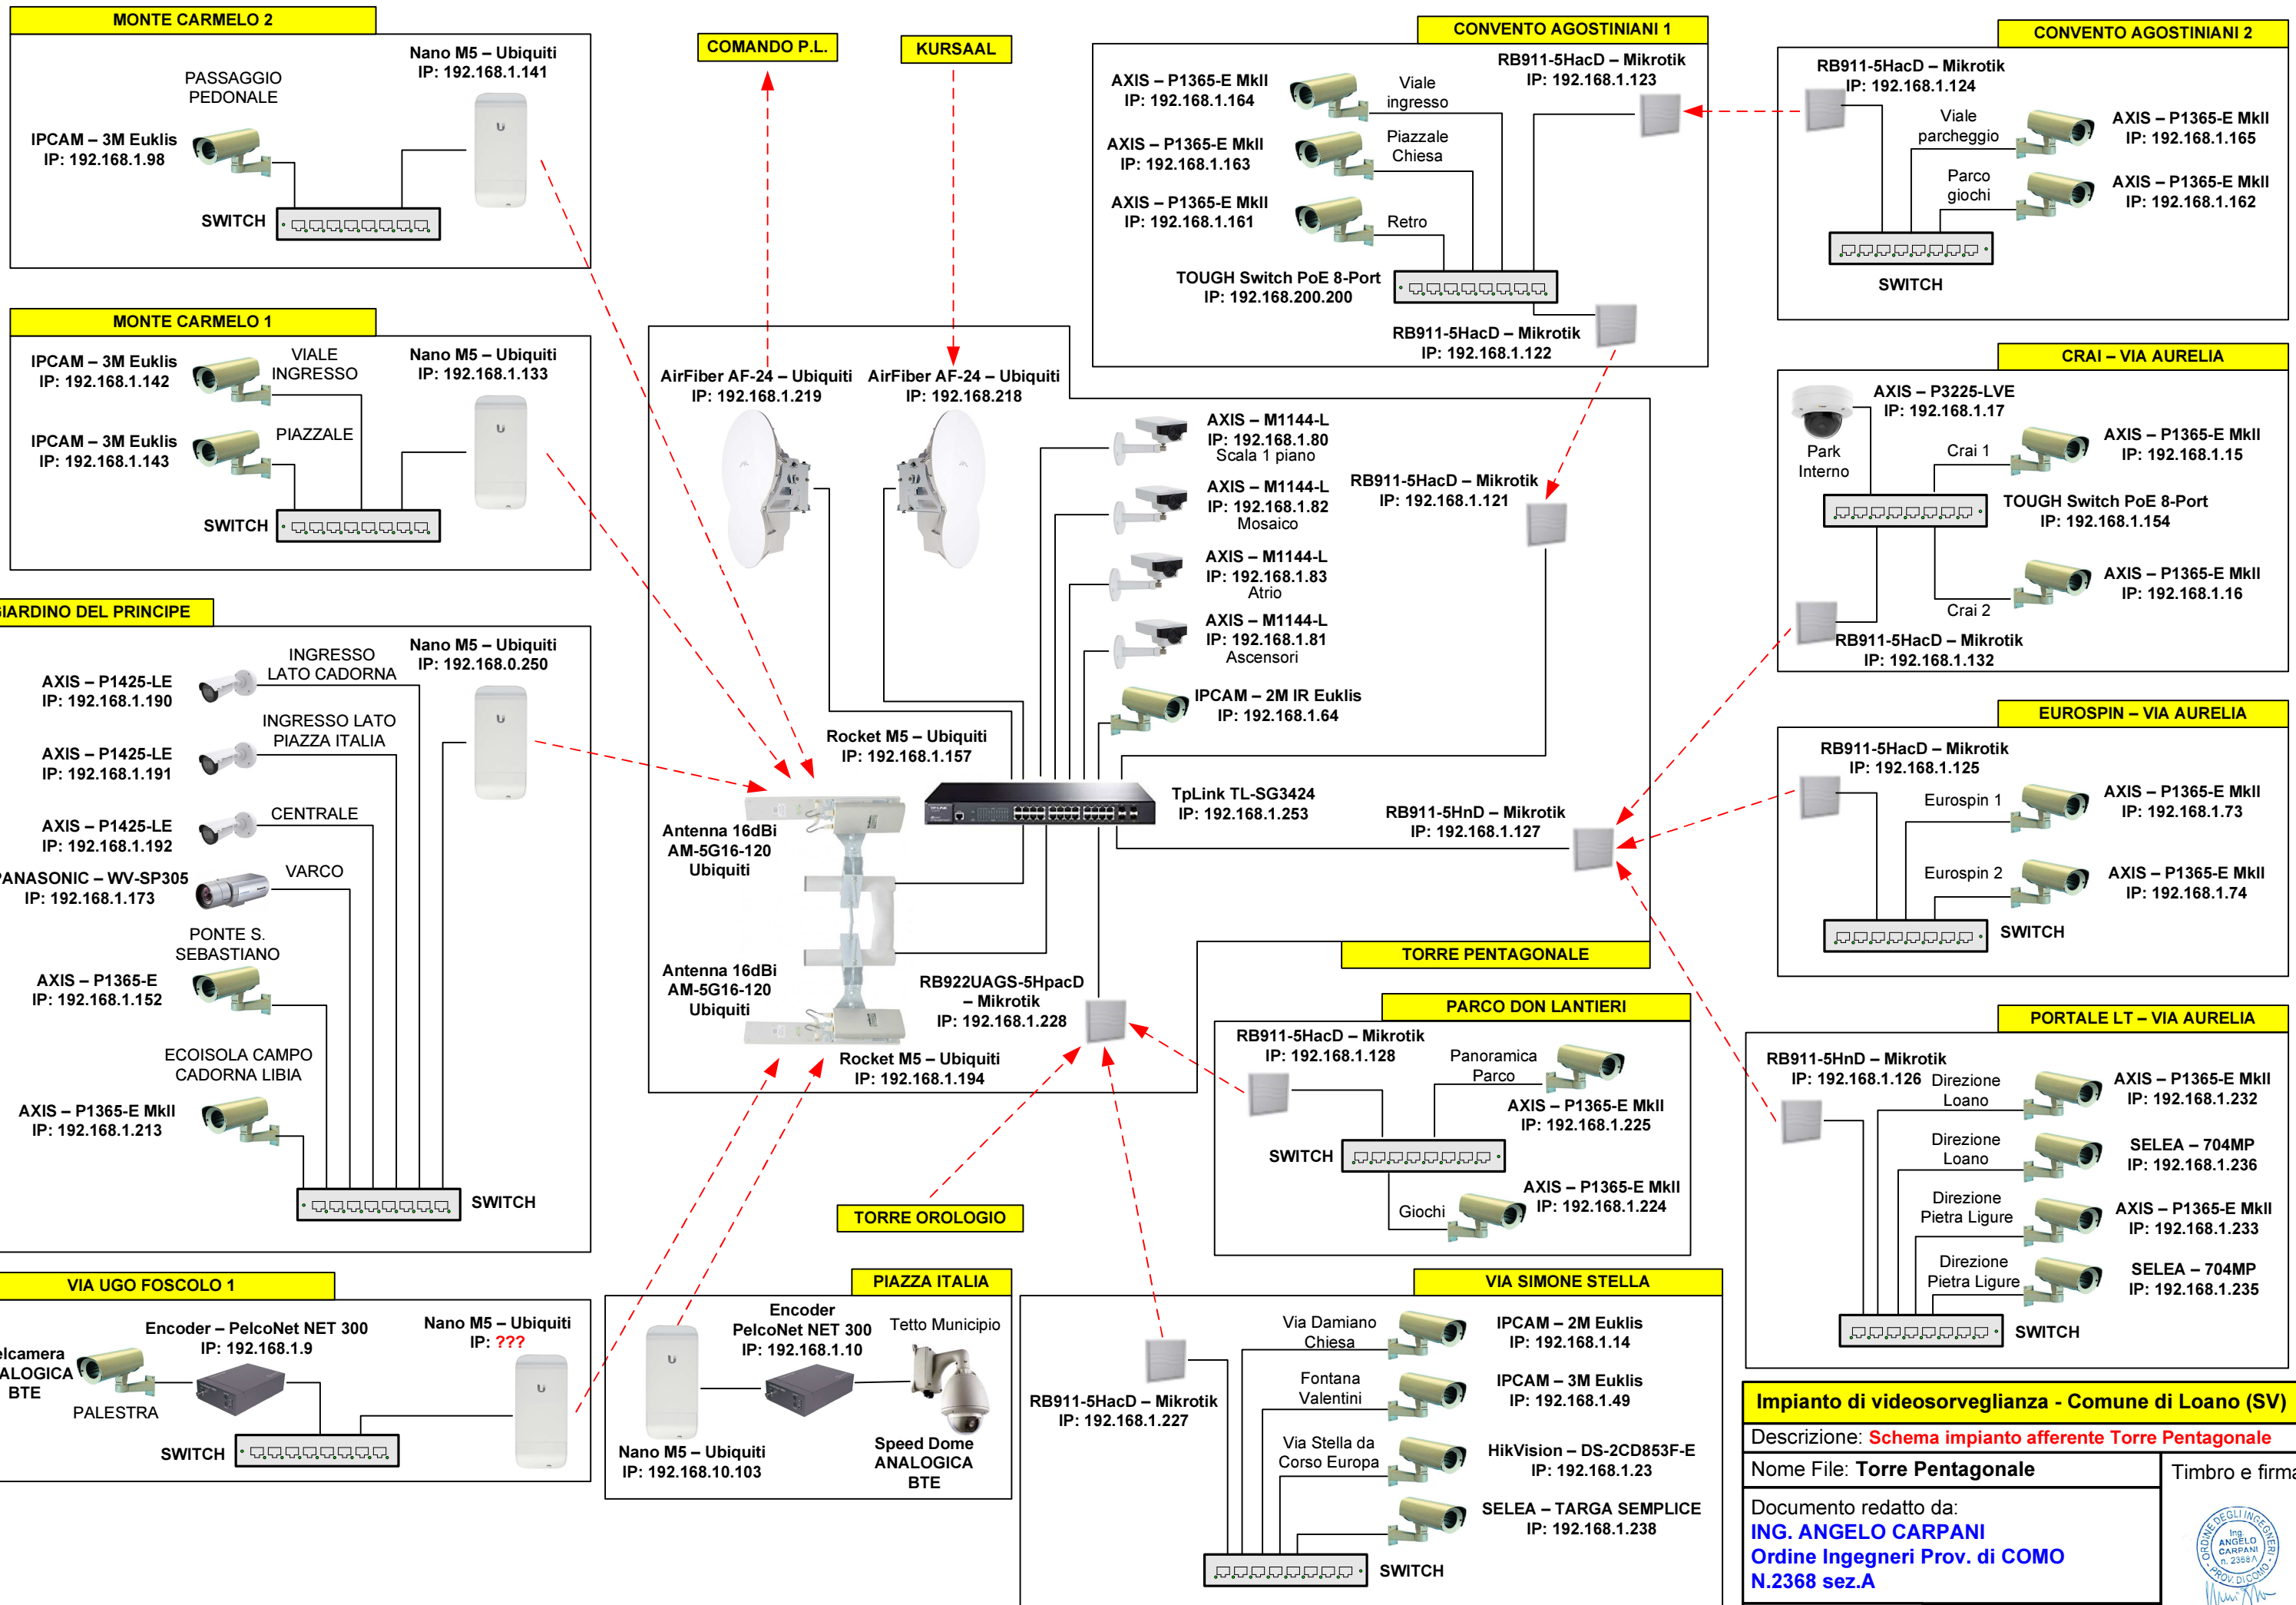 MONTE CARMELO 2
Nano M5 – Ubiquiti
IP: 192.168.1.141
PASSAGGIO
PEDONALE
IPCAM – 3M Euklis
IP: 192.168.1.98
SWITCH
MONTE CARMELO 1
IPCAM – 3M Euklis
IP: 192.168.1.142
VIALE
INGRESSO
Nano M5 – Ubiquiti
IP: 192.168.1.133
IPCAM – 3M Euklis
IP: 192.168.1.143
PIAZZALE
SWITCH
GIARDINO DEL PRINCIPE
INGRESSO
LATO CADORNA
Nano M5 – Ubiquiti
IP: 192.168.0.250
AXIS – P1425-LE
IP: 192.168.1.190
INGRESSO LATO
PIAZZA ITALIA
AXIS – P1425-LE
IP: 192.168.1.191
CENTRALE
AXIS – P1425-LE
IP: 192.168.1.192
PANASONIC – WV-SP305
IP: 192.168.1.173
VARCO
PONTE S.
SEBASTIANO
AXIS – P1365-E
IP: 192.168.1.152
ECOISOLA CAMPO
CADORNA LIBIA
AXIS – P1365-E MkII
IP: 192.168.1.213
SWITCH
VIA UGO FOSCOLO 1
Encoder – PelcoNet NET 300
IP: 192.168.1.9
Nano M5 – Ubiquiti
IP: ???
elcamera
ALOGICA
BTE
PALESTRA
SWITCH
COMANDO P.L.
KURSAAL
AirFiber AF-24 – Ubiquiti
IP: 192.168.1.219
AirFiber AF-24 – Ubiquiti
IP: 192.168.218
AXIS – M1144-L
IP: 192.168.1.80
Scala 1 piano
AXIS – M1144-L
IP: 192.168.1.82
Mosaico
AXIS – M1144-L
IP: 192.168.1.83
Atrio
AXIS – M1144-L
IP: 192.168.1.81
Ascensori
IPCAM – 2M IR Euklis
IP: 192.168.1.64
Rocket M5 – Ubiquiti
IP: 192.168.1.157
TpLink TL-SG3424
IP: 192.168.1.253
Antenna 16dBi
AM-5G16-120
Ubiquiti
Antenna 16dBi
AM-5G16-120
Ubiquiti
RB922UAGS-5HpacD
– Mikrotik
IP: 192.168.1.228
Rocket M5 – Ubiquiti
IP: 192.168.1.194
RB911-5HacD – Mikrotik
IP: 192.168.1.121
RB911-5HnD – Mikrotik
IP: 192.168.1.127
TORRE PENTAGONALE
TORRE OROLOGIO
PIAZZA ITALIA
Encoder
PelcoNet NET 300
IP: 192.168.1.10
Tetto Municipio
Nano M5 – Ubiquiti
IP: 192.168.10.103
Speed Dome
ANALOGICA
BTE
CONVENTO AGOSTINIANI 1
AXIS – P1365-E MkII
IP: 192.168.1.164
Viale
ingresso
RB911-5HacD – Mikrotik
IP: 192.168.1.123
AXIS – P1365-E MkII
IP: 192.168.1.163
Piazzale
Chiesa
AXIS – P1365-E MkII
IP: 192.168.1.161
Retro
TOUGH Switch PoE 8-Port
IP: 192.168.200.200
RB911-5HacD – Mikrotik
IP: 192.168.1.122
PARCO DON LANTIERI
RB911-5HacD – Mikrotik
IP: 192.168.1.128
Panoramica
Parco
AXIS – P1365-E MkII
IP: 192.168.1.225
SWITCH
AXIS – P1365-E MkII
IP: 192.168.1.224
Giochi
VIA SIMONE STELLA
Via Damiano
Chiesa
IPCAM – 2M Euklis
IP: 192.168.1.14
Fontana
Valentini
IPCAM – 3M Euklis
IP: 192.168.1.49
RB911-5HacD – Mikrotik
IP: 192.168.1.227
Via Stella da
Corso Europa
HikVision – DS-2CD853F-E
IP: 192.168.1.23
SELEA – TARGA SEMPLICE
IP: 192.168.1.238
SWITCH
CONVENTO AGOSTINIANI 2
RB911-5HacD – Mikrotik
IP: 192.168.1.124
Viale
parcheggio
AXIS – P1365-E MkII
IP: 192.168.1.165
Parco
giochi
AXIS – P1365-E MkII
IP: 192.168.1.162
SWITCH
CRAI – VIA AURELIA
AXIS – P3225-LVE
IP: 192.168.1.17
Park
Interno
Crai 1
AXIS – P1365-E MkII
IP: 192.168.1.15
TOUGH Switch PoE 8-Port
IP: 192.168.1.154
AXIS – P1365-E MkII
IP: 192.168.1.16
Crai 2
RB911-5HacD – Mikrotik
IP: 192.168.1.132
EUROSPIN – VIA AURELIA
RB911-5HacD – Mikrotik
IP: 192.168.1.125
Eurospin 1
AXIS – P1365-E MkII
IP: 192.168.1.73
Eurospin 2
AXIS – P1365-E MkII
IP: 192.168.1.74
SWITCH
PORTALE LT – VIA AURELIA
RB911-5HnD – Mikrotik
IP: 192.168.1.126
Direzione
Loano
AXIS – P1365-E MkII
IP: 192.168.1.232
Direzione
Loano
SELEA – 704MP
IP: 192.168.1.236
Direzione
Pietra Ligure
AXIS – P1365-E MkII
IP: 192.168.1.233
Direzione
Pietra Ligure
SELEA – 704MP
IP: 192.168.1.235
SWITCH
Impianto di videosorveglianza - Comune di Loano (SV)
Descrizione: Schema impianto afferente Torre Pentagonale
Nome File: Torre Pentagonale
Timbro e firma
Documento redatto da:
ING. ANGELO CARPANI
Ordine Ingegneri Prov. di COMO
N.2368 sez.A
ORDINE DEGLI INGEGNERI - PROV. DI COMO
Ing.
ANGELO
CARPANI
n. 2368 A